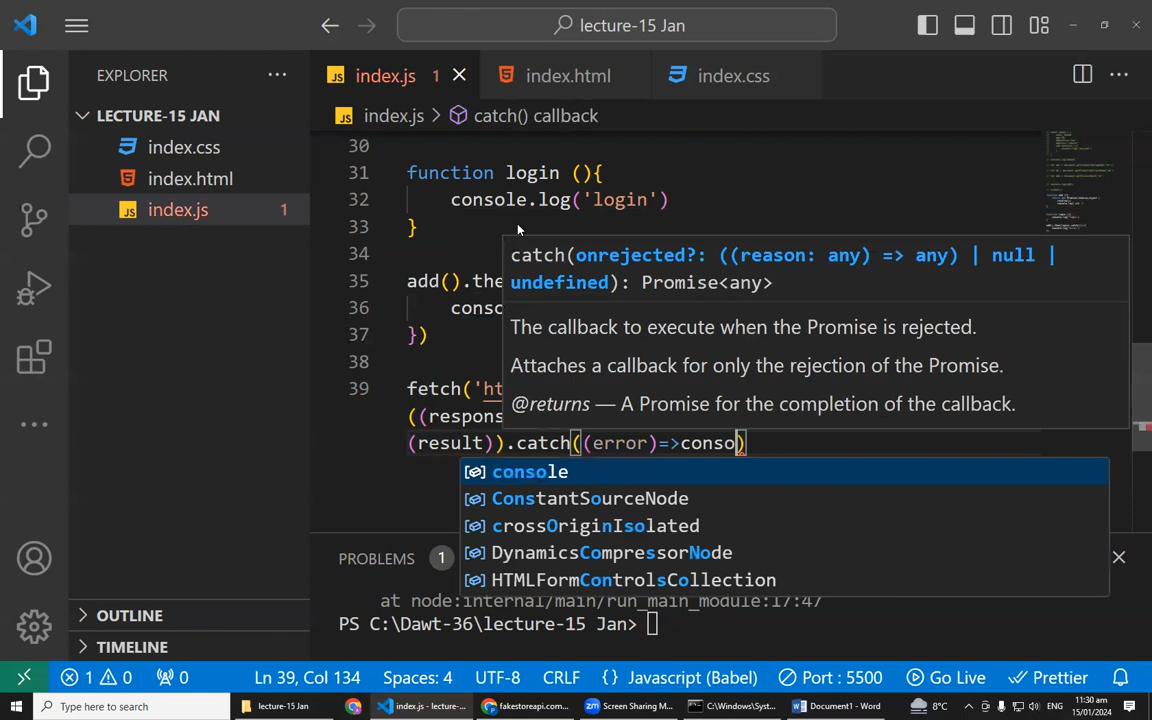 lecture-15 Jan
EXPLORER
LECTURE-15 JAN
index.css
index.html
JS index.js 1
OUTLINE
TIMELINE
JS index.js 1
index.html
index.css
JS index.js > catch() callback
30
31 function login (){
32 console.log('login')
33 }
34
35 add().the
36 conso
37 })
38
39 fetch('ht
((respons
(result)).catch((error)=>conso)
catch(onrejected?: ((reason: any) => any) | null |
undefined): Promise<any>
The callback to execute when the Promise is rejected.
Attaches a callback for only the rejection of the Promise.
@returns — A Promise for the completion of the callback.
console
ConstantSourceNode
crossOriginIsolated
DynamicsCompressorNode
HTMLFormControlsCollection
PROBLEMS 1
at node:internal/main/run_main_module:17:47
PS C:\Dawt-36\lecture-15 Jan>
1 0 0 Ln 39, Col 134 Spaces: 4 UTF-8 CRLF {} Javascript (Babel) Port : 5500 Go Live Prettier
Type here to search lecture-15 Jan index.js - lecture-... fakestoreapi.com... Screen Sharing M... C:\Windows\Syst... Document1 - Word 8°C ENG 11:30 am
15/01/2024